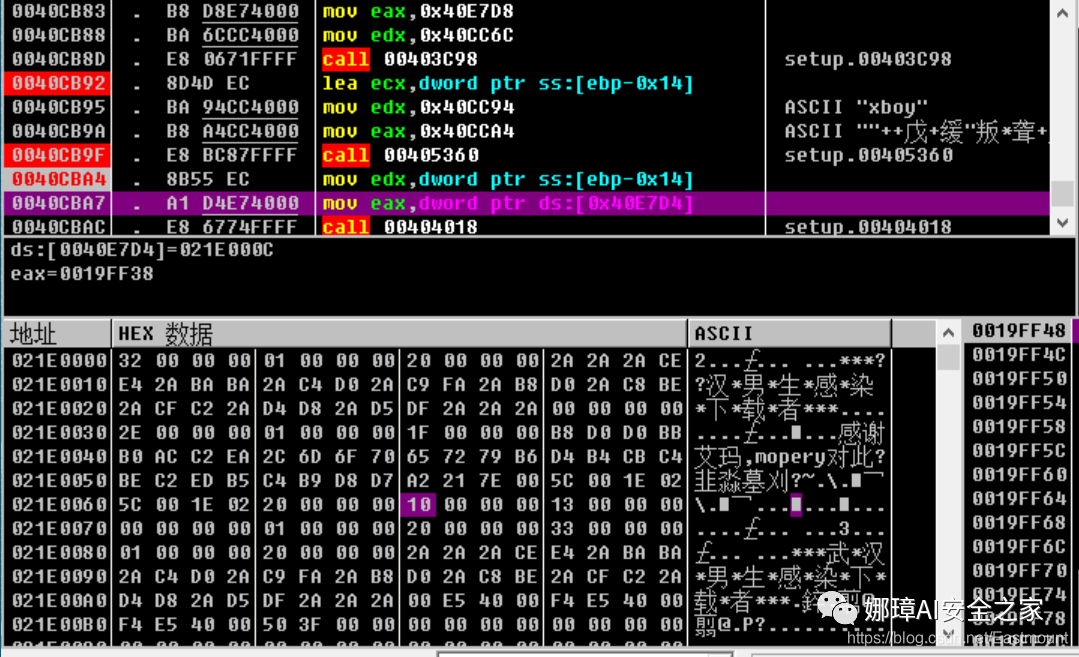 0040CB83 . B8 D8E74000 mov eax,0x40E7D8
0040CB88 . BA 6CCC4000 mov edx,0x40CC6C
0040CB8D . E8 0671FFFF call 00403C98 setup.00403C98
0040CB92 . 8D4D EC lea ecx,dword ptr ss:[ebp-0x14]
0040CB95 . BA 94CC4000 mov edx,0x40CC94 ASCII "xboy"
0040CB9A . B8 A4CC4000 mov eax,0x40CCA4 ASCII ""++戊+缓"叛*聋+
0040CB9F . E8 BC87FFFF call 00405360 setup.00405360
0040CBA4 . 8B55 EC mov edx,dword ptr ss:[ebp-0x14]
0040CBA7 . A1 D4E74000 mov eax,dword ptr ds:[0x40E7D4]
0040CBAC . E8 6774FFFF call 00404018 setup.00404018
ds:[0040E7D4]=021E000C
eax=0019FF38
地址 HEX 数据 ASCII 0019FF48
021E0000 32 00 00 00 01 00 00 00 20 00 00 00 2A 2A 2A CE 2...£... ...***? 0019FF4C
021E0010 E4 2A BA BA 2A C4 D0 2A C9 FA 2A B8 D0 2A C8 BE ?汉*男*生*感*染 0019FF50
021E0020 2A CF C2 2A D4 D8 2A D5 DF 2A 2A 2A 00 00 00 00 *下*载*者***.... 0019FF54
021E0030 2E 00 00 00 01 00 00 00 1F 00 00 00 B8 D0 D0 BB ....£......感谢 0019FF58
021E0040 B0 AC C2 EA 2C 6D 6F 70 65 72 79 B6 D4 B4 CB C4 艾玛,mopery对此? 0019FF5C
021E0050 BE C2 ED B5 C4 B9 D8 D7 A2 21 7E 00 5C 00 1E 02 韭淼墓刈?~.\. 0019FF60
021E0060 5C 00 1E 02 20 00 00 00 10 00 00 00 13 00 00 00 0019FF64
021E0070 00 00 00 00 01 00 00 00 20 00 00 00 33 00 00 00 ....£... ...3... 0019FF68
021E0080 01 00 00 00 20 00 00 00 2A 2A 2A CE E4 2A BA BA £... ...***武*汉 0019FF6C
021E0090 2A C4 D0 2A C9 FA 2A B8 D0 2A C8 BE 2A CF C2 2A *男*生*感*染*下* 0019FF70
021E00A0 D4 D8 2A D5 DF 2A 2A 2A 00 E5 40 00 F4 E5 40 00 载*者***. 0019FF74
021E00B0 F4 E5 40 00 50 3F 00 00 00 00 00 00 00 00 00 00 翦@.P?..........
娜璋AI安全之家
https://blog.csdn.net/Eastmount